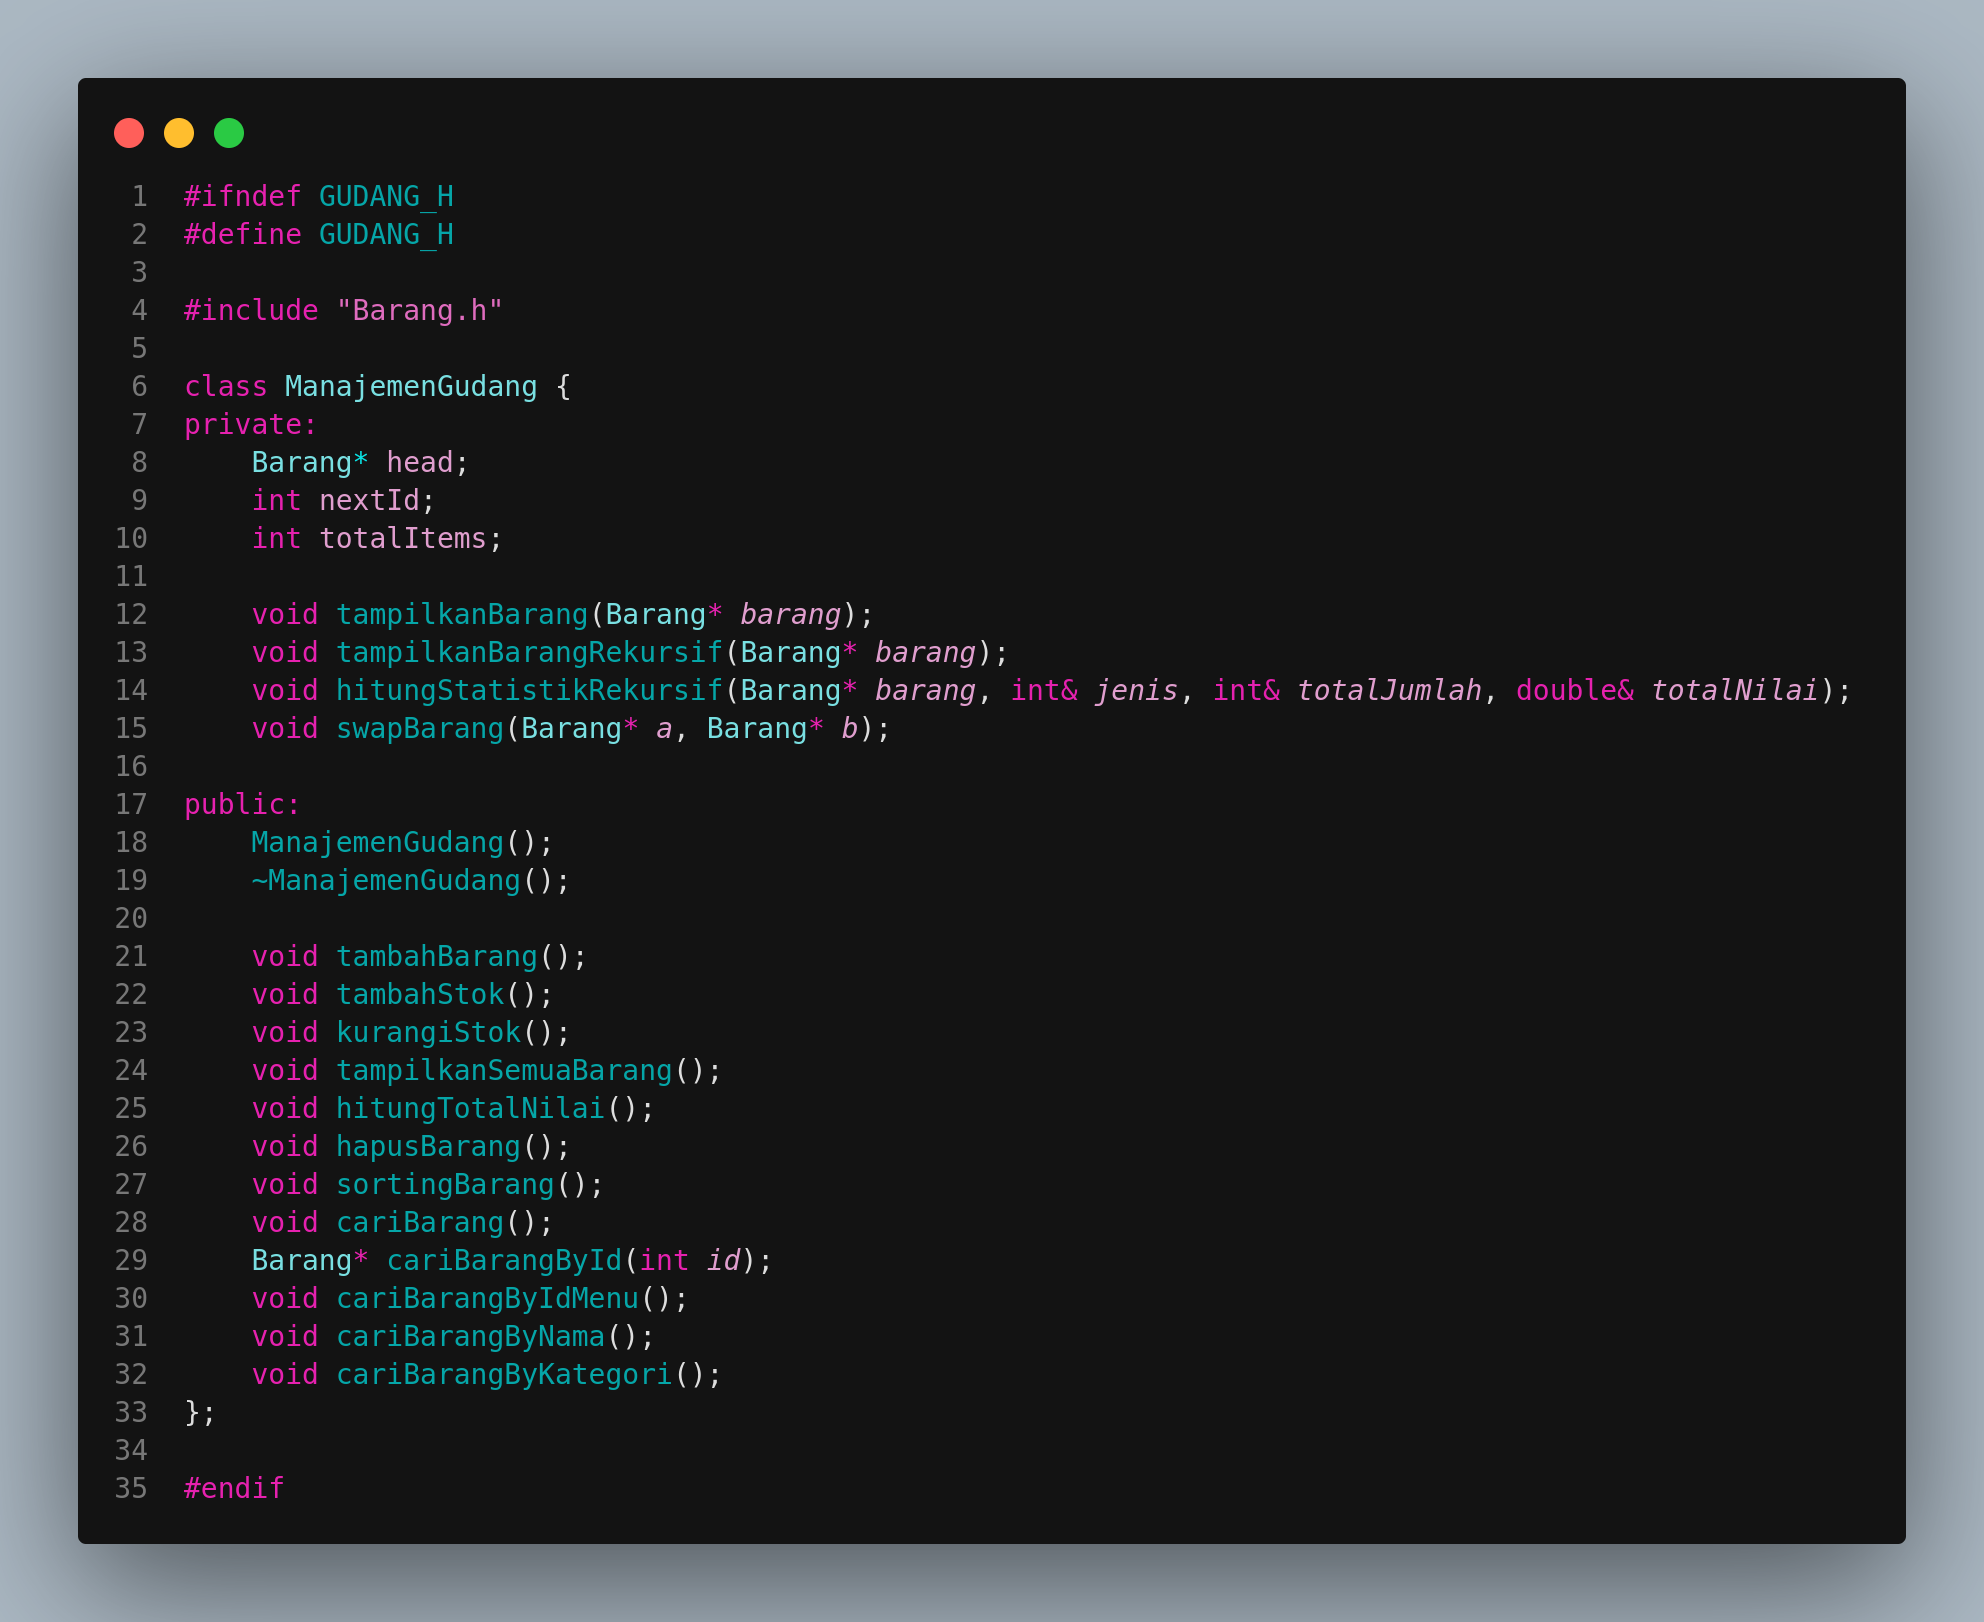 1 #ifndef GUDANG_H
2 #define GUDANG_H
3
4 #include "Barang.h"
5
6 class ManajemenGudang {
7 private:
8     Barang* head;
9     int nextId;
10     int totalItems;
11
12     void tampilkanBarang(Barang* barang);
13     void tampilkanBarangRekursif(Barang* barang);
14     void hitungStatistikRekursif(Barang* barang, int& jenis, int& totalJumlah, double& totalNilai);
15     void swapBarang(Barang* a, Barang* b);
16
17 public:
18     ManajemenGudang();
19     ~ManajemenGudang();
20
21     void tambahBarang();
22     void tambahStok();
23     void kurangiStok();
24     void tampilkanSemuaBarang();
25     void hitungTotalNilai();
26     void hapusBarang();
27     void sortingBarang();
28     void cariBarang();
29     Barang* cariBarangById(int id);
30     void cariBarangByIdMenu();
31     void cariBarangByNama();
32     void cariBarangByKategori();
33 };
34
35 #endif